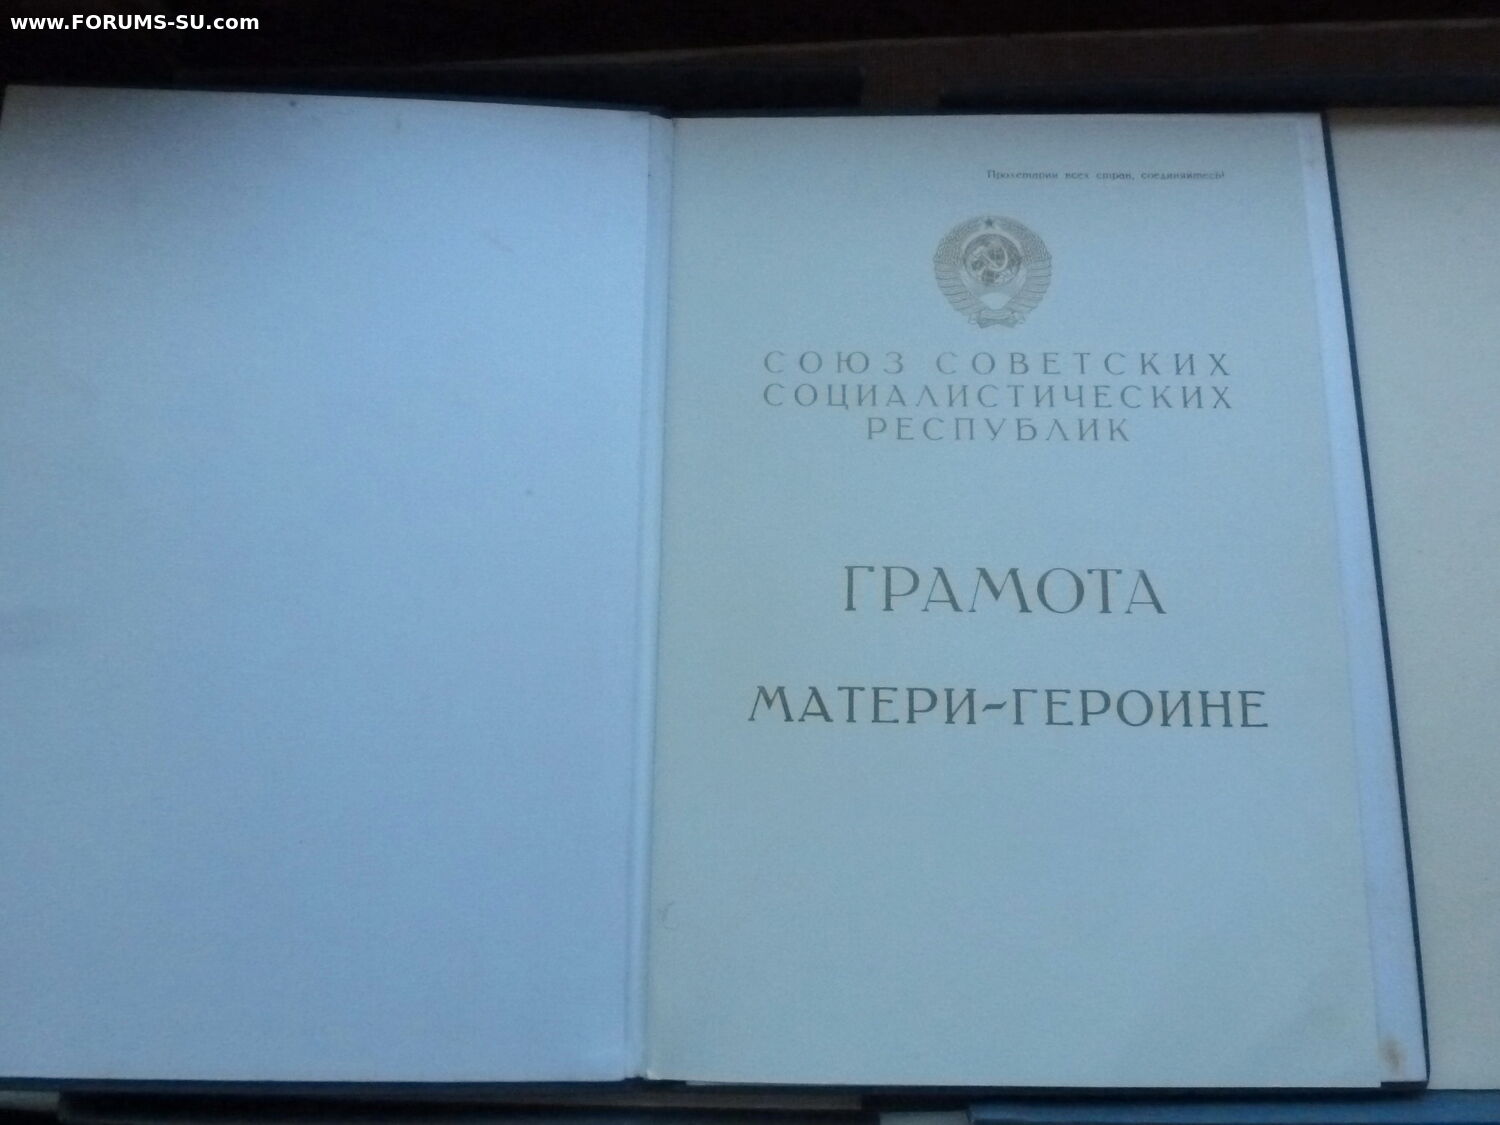 www.FORUMS-SU.com
Пролетарии всех стран, соединяйтесь!
СОЮЗ СОВЕТСКИХ
СОЦИАЛИСТИЧЕСКИХ
РЕСПУБЛИК
ГРАМОТА
МАТЕРИ-ГЕРОИНЕ